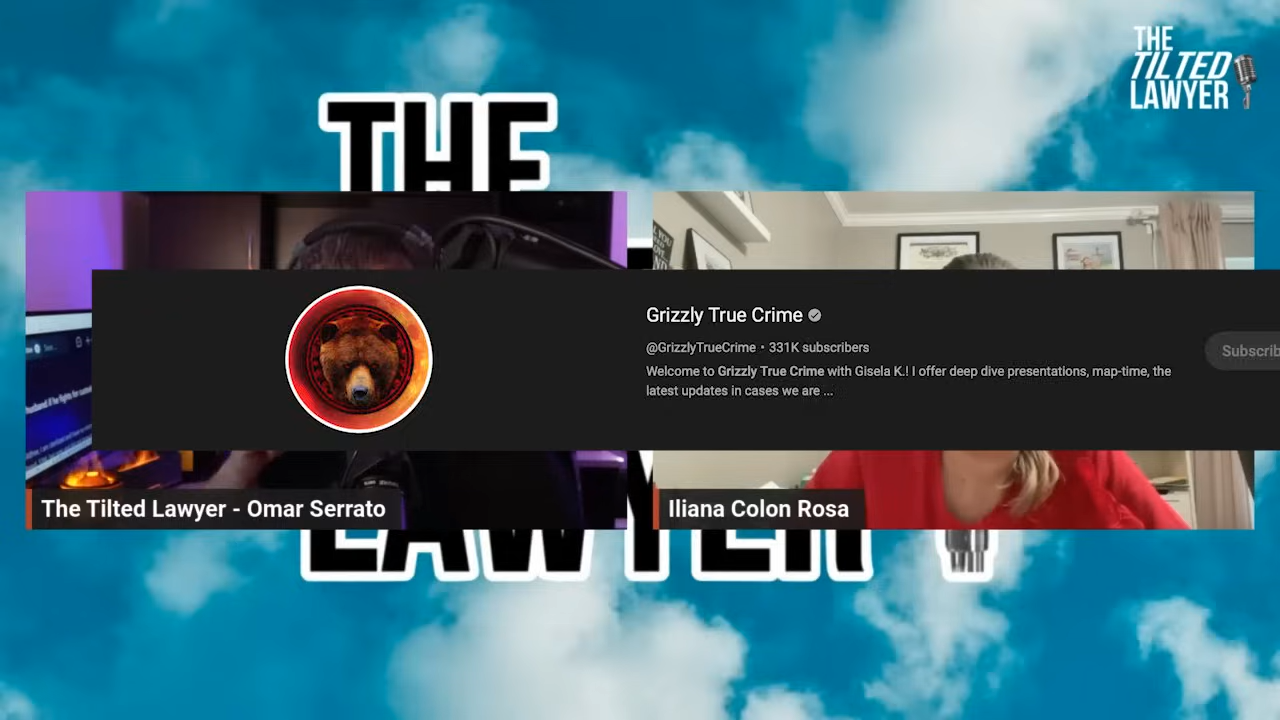 THE
TILTED
LAWYER
THE
Grizzly True Crime
@GrizzlyTrueCrime • 331K subscribers
Subscrib
Welcome to Grizzly True Crime with Gisela K.! I offer deep dive presentations, map-time, the
latest updates in cases we are ...
The Tilted Lawyer - Omar Serrato
Iliana Colon Rosa
LAWYER